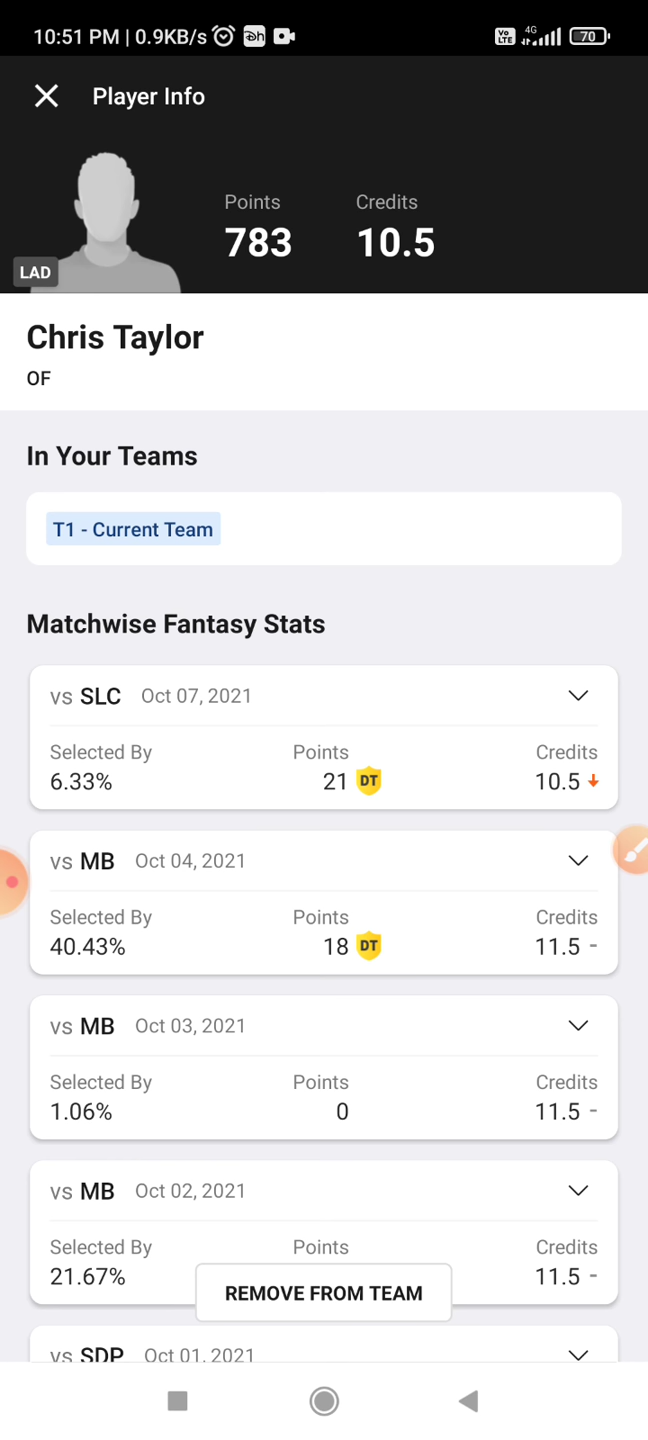 10:51 PM | 0.9KB/s
Vo LTE 4G 70
Player Info
Points Credits
783 10.5
LAD
Chris Taylor
OF
In Your Teams
T1 - Current Team
Matchwise Fantasy Stats
vs SLC Oct 07, 2021
Selected By Points Credits
6.33% 21 DT 10.5
vs MB Oct 04, 2021
Selected By Points Credits
40.43% 18 DT 11.5 -
vs MB Oct 03, 2021
Selected By Points Credits
1.06% 0 11.5 -
vs MB Oct 02, 2021
Selected By Points Credits
21.67% 11.5 -
REMOVE FROM TEAM
vs SDP Oct 01, 2021